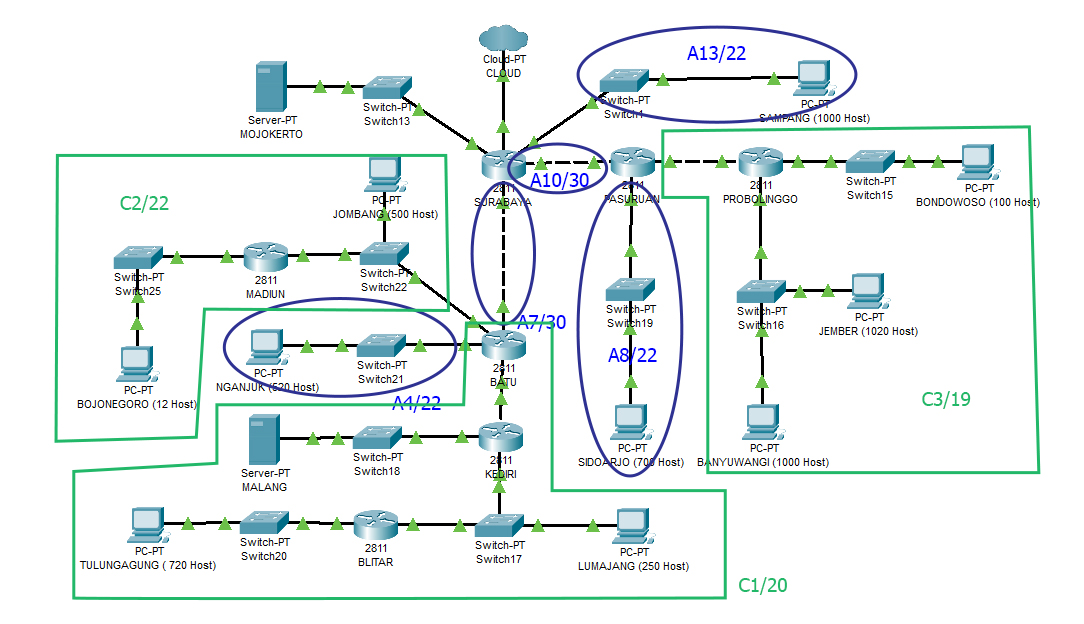 Cloud-PT
CLOUD
A13/22
Switch-PT
Switch13
Server-PT
MOJOKERTO
Switch-PT
Switch1
PC-PT
SAMPANG (1000 Host)
2811
SURABAYA
A10/30
2811
PASURUAN
2811
PROBOLINGGO
Switch-PT
Switch15
PC-PT
BONDOWOSO (100 Host)
C2/22
PC-PT
JOMBANG (500 Host)
Switch-PT
Switch25
2811
MADIUN
Switch-PT
Switch22
A7/30
Switch-PT
Switch19
Switch-PT
Switch16
PC-PT
JEMBER (1020 Host)
PC-PT
NGANJUK (520 Host)
Switch-PT
Switch21
2811
BATU
A8/22
PC-PT
BOJONEGORO (12 Host)
A4/22
C3/19
PC-PT
SIDOARJO (700 Host)
PC-PT
BANYUWANGI (1000 Host)
Server-PT
MALANG
Switch-PT
Switch18
2811
KEDIRI
PC-PT
TULUNGAGUNG ( 720 Host)
Switch-PT
Switch20
2811
BLITAR
Switch-PT
Switch17
PC-PT
LUMAJANG (250 Host)
C1/20